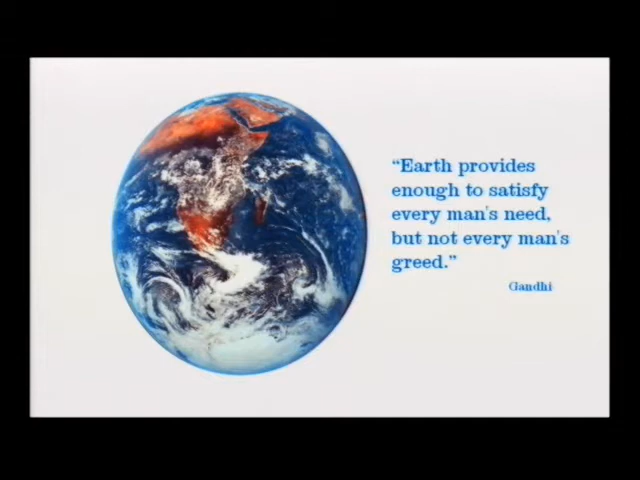 “Earth provides
enough to satisfy
every man's need,
but not every man's
greed.”
Gandhi